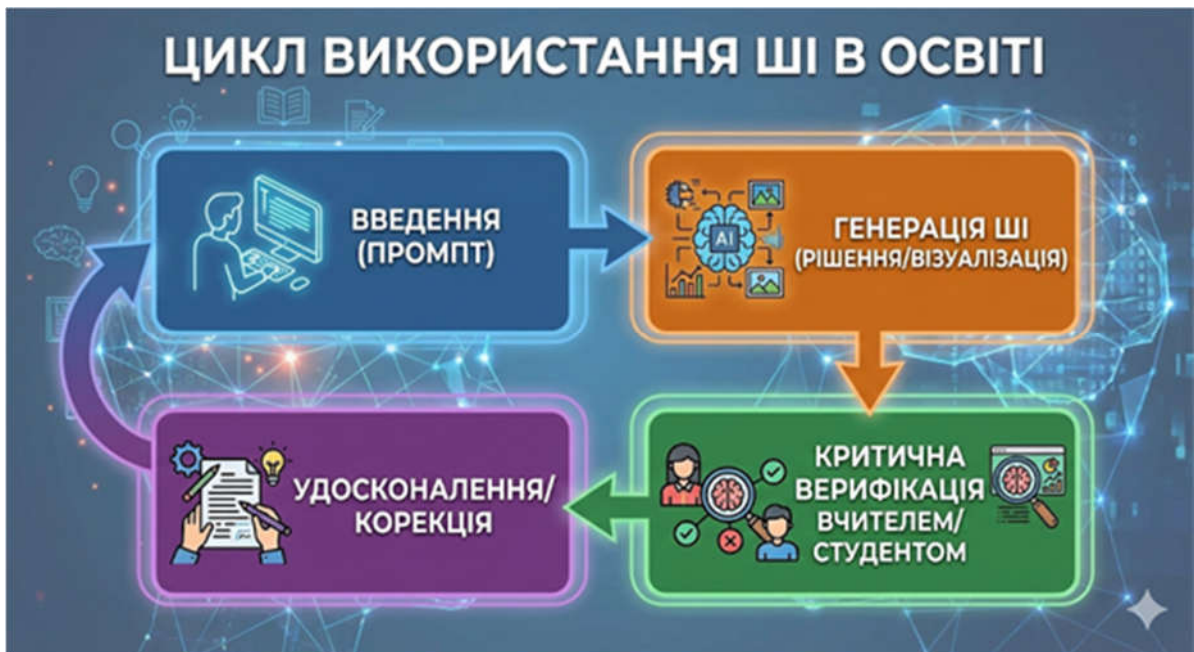 ЦИКЛ ВИКОРИСТАННЯ ШІ В ОСВІТІ
ВВЕДЕННЯ
(ПРОМПТ)
ГЕНЕРАЦІЯ ШІ
(РІШЕННЯ/ВІЗУАЛІЗАЦІЯ)
AI
КРИТИЧНА
ВЕРИФІКАЦІЯ
ВЧИТЕЛЕМ/
СТУДЕНТОМ
УДОСКОНАЛЕННЯ/
КОРЕКЦІЯ